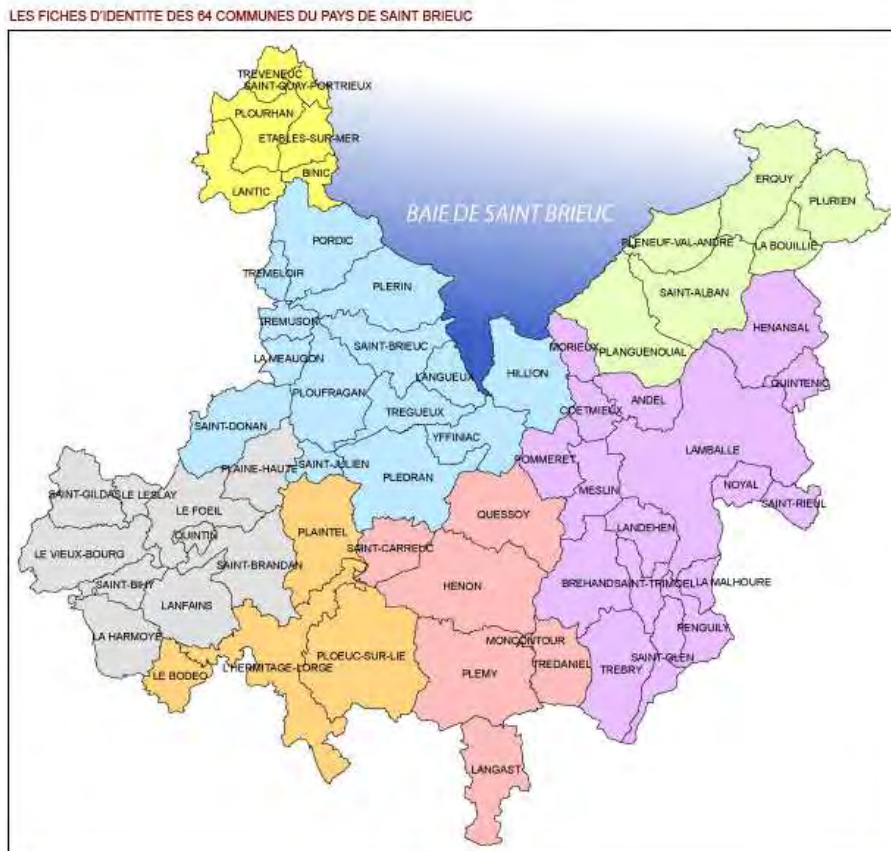 LES FICHES D'IDENTITE DES 64 COMMUNES DU PAYS DE SAINT BRIEUC
TREVENEUC
SAINT-QUAY-PORTRIEUX
PLOURHAN
ETABLES-SUR-MER
BINIC
LANTIC
BAIE DE SAINT BRIEUC
ERQUY
PLURIEN
PLENEUF-VAL-ANDRE
LA BOUILLIE
SAINT-ALBAN
PLANGUENOUAL
PORDIC
TREMELOIR
PLERIN
TREMUSON
SAINT-BRIEUC
LA MEAUGON
LANGUEUX
HILLION
PLOUFRAGAN
TREGUEUX
YFFINIAC
SAINT-DONAN
SAINT-JULIEN
PLEDRAN
MORIEUX
HENANSAL
QUINTENIC
ANDEL
COETMIEUX
LAMBALLE
POMMERET
MESLIN
NOYAL
SAINT-RIEUL
LANDEHEN
BREHAND
SAINT-TRIMOEL
LA MALHOURE
PENGUILY
SAINT-GLEN
TREBRY
PLAINE-HAUTE
SAINT-GILDAS
LE LESLAY
LE FOEIL
QUINTIN
LE VIEUX-BOURG
SAINT-BRANDAN
SAINT-BIHY
LANFAINS
LA HARMOYE
PLAINTEL
PLOEUC-SUR-LIE
L'HERMITAGE-LORGE
LE BODEO
QUESSOY
SAINT-CARREUC
HENON
MONCONTOUR
TREDANIEL
PLEMY
LANGAST